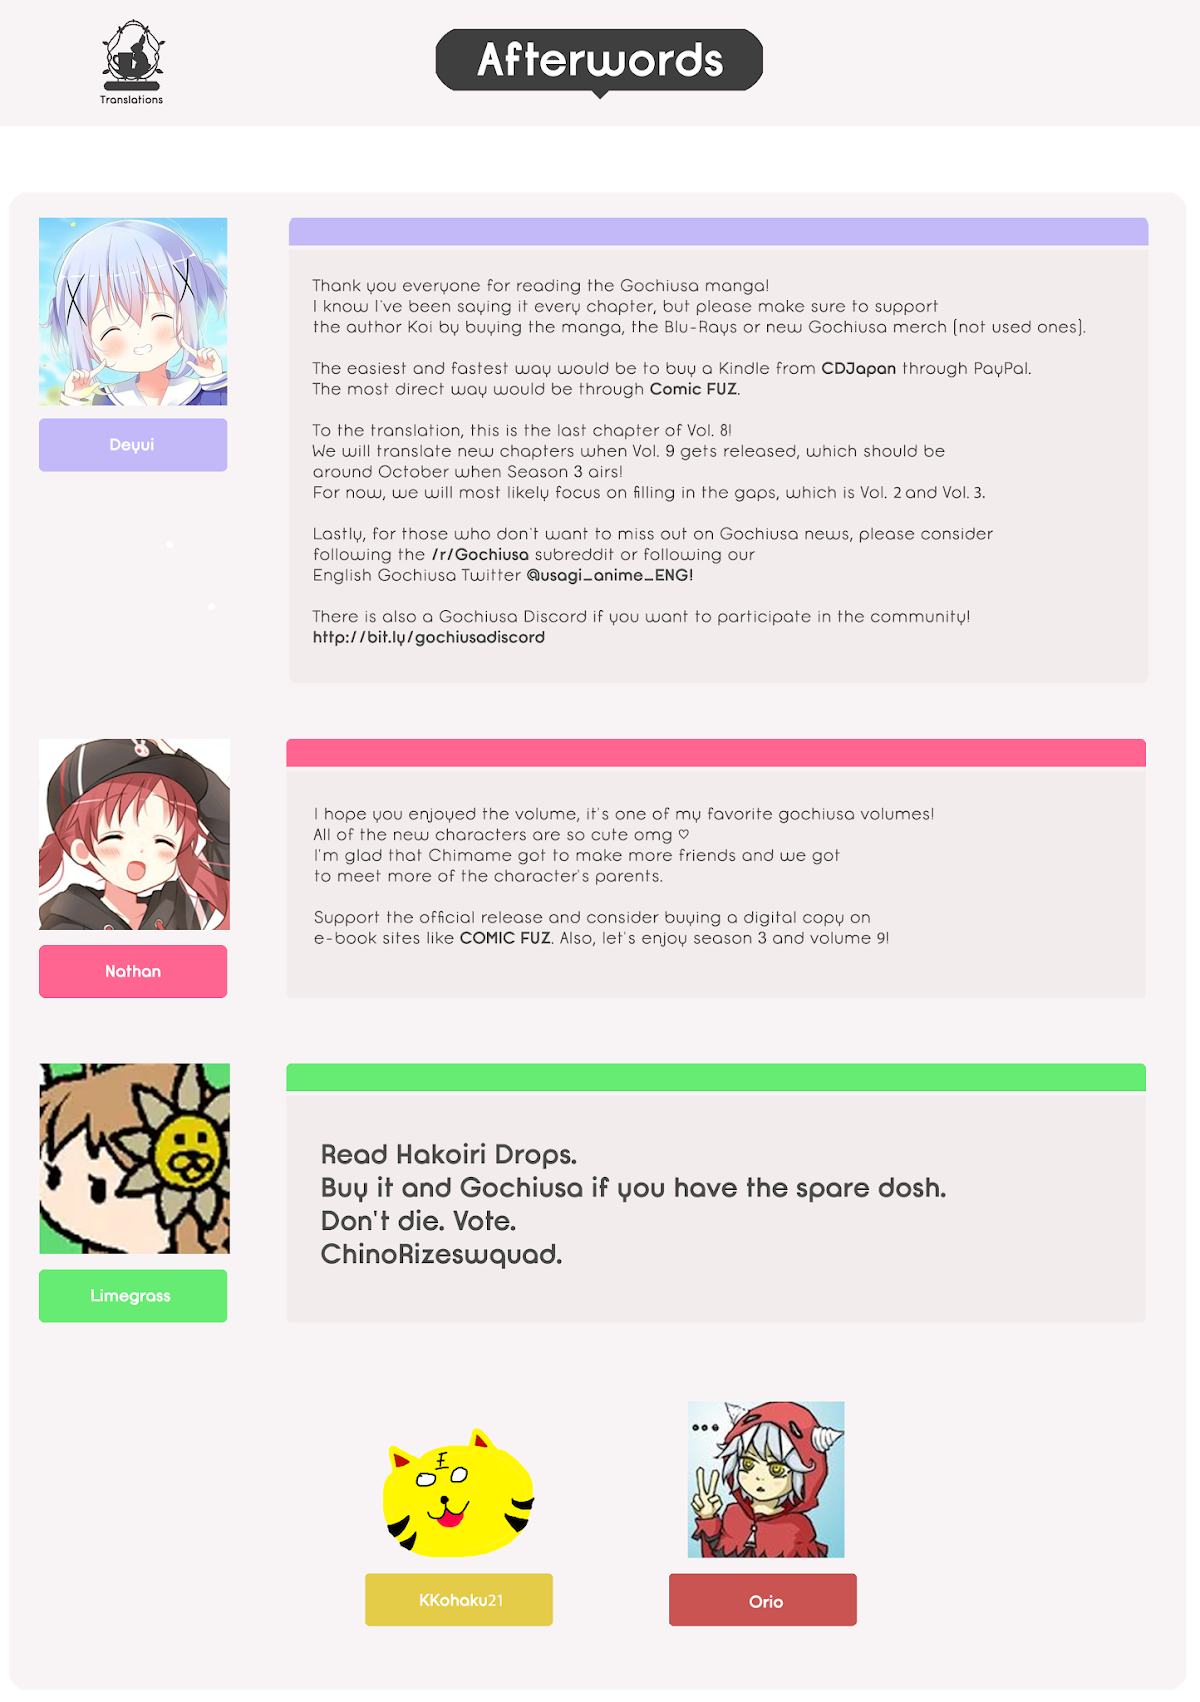 Translations
Afterwords
Thank you everyone for reading the Gochiusa manga!
I know I've been saying it every chapter, but please make sure to support
the author Koi by buying the manga, the Blu-Rays or new Gochiusa merch (not used ones).
The easiest and fastest way would be to buy a Kindle from CDJapan through PayPal.
The most direct way would be through Comic FUZ.
To the translation, this is the last chapter of Vol. 8!
We will translate new chapters when Vol. 9 gets released, which should be
around October when Season 3 airs!
For now, we will most likely focus on filling in the gaps, which is Vol. 2 and Vol. 3.
Lastly, for those who don't want to miss out on Gochiusa news, please consider
following the /r/Gochiusa subreddit or following our
English Gochiusa Twitter @usagi_anime_ENG!
There is also a Gochiusa Discord if you want to participate in the community!
http://bit.ly/gochiusadiscord
Deyui
I hope you enjoyed the volume, it's one of my favorite gochiusa volumes!
All of the new characters are so cute omg ♡
I'm glad that Chimame got to make more friends and we got
to meet more of the character's parents.
Support the official release and consider buying a digital copy on
e-book sites like COMIC FUZ. Also, let's enjoy season 3 and volume 9!
Nathan
Read Hakoiri Drops.
Buy it and Gochiusa if you have the spare dosh.
Don't die. Vote.
ChinoRizeswquad.
Limegrass
王
...
KKohaku21
Orio